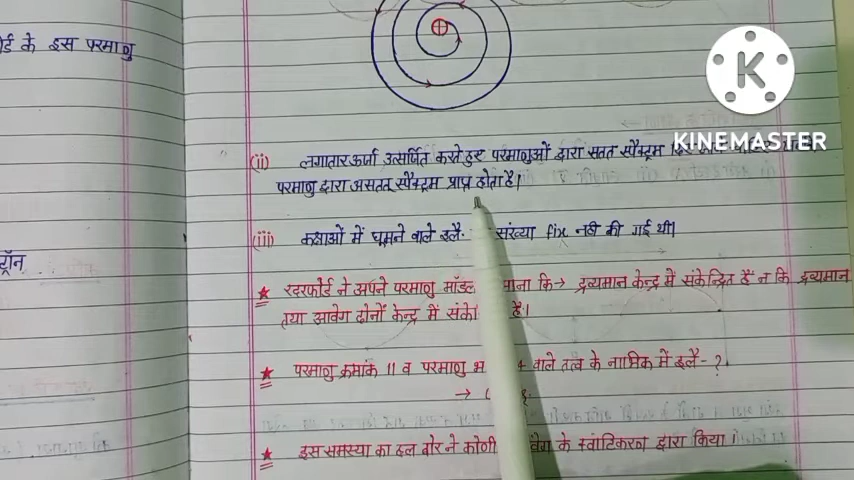 र्ड के इस परमाणु
ट्रॉन
KINEMASTER
(ii) लगातार ऊर्जा उत्सर्जित करते हुए परमाणुओं द्वारा सतत स्पैक्ट्रम
परमाणु द्वारा असतत स्पैक्ट्रम प्राप्त होता है।
(iii) कक्षाओं में घूमने वाले इलै॰ संख्या fix नही की गई थी।
★ रदरफोर्ड ने अपने परमाणु मॉडल माना कि → द्रव्यमान केन्द्र में संकेन्द्रित हैं न कि द्रव्यमान
तथा आवेग दोनों केन्द्र में है।
★ परमाणु क्रमांक 11 व परमाणु वाले तत्व के नाभिक में इलै- ?
→
★ इस समस्या का हल बोर ने के क्वांटिकरण द्वारा किया।